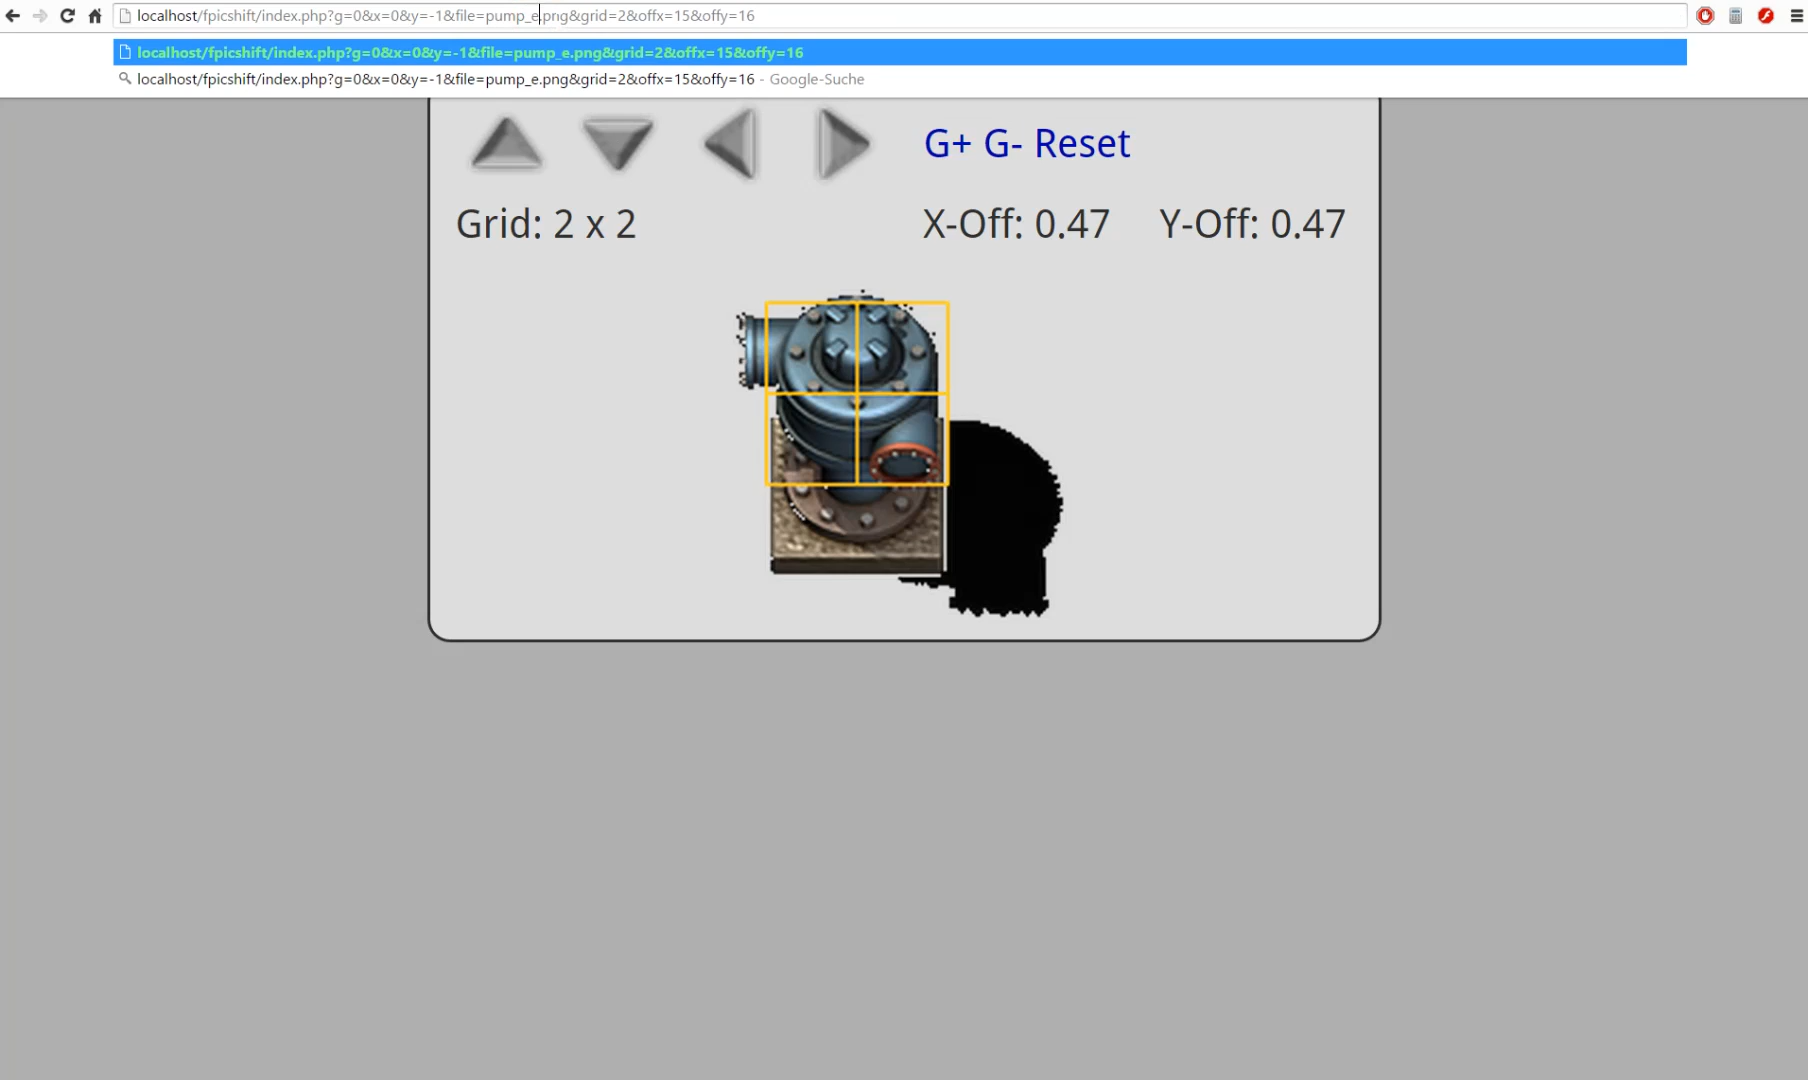 localhost/fpicshift/index.php?g=0&x=0&y=-1&file=pump_e.png&grid=2&offx=15&offy=16
localhost/fpicshift/index.php?g=0&x=0&y=-1&file=pump_e.png&grid=2&offx=15&offy=16
localhost/fpicshift/index.php?g=0&x=0&y=-1&file=pump_e.png&grid=2&offx=15&offy=16 - Google-Suche
G+ G- Reset
Grid: 2 x 2 X-Off: 0.47 Y-Off: 0.47